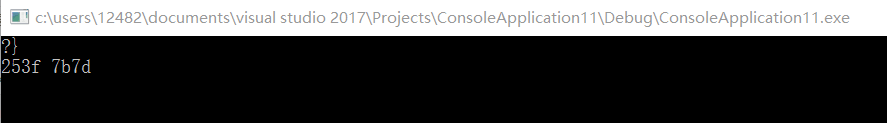 c:\users\12482\documents\visual studio 2017\Projects\ConsoleApplication11\Debug\ConsoleApplication11.exe
?}
253f 7b7d